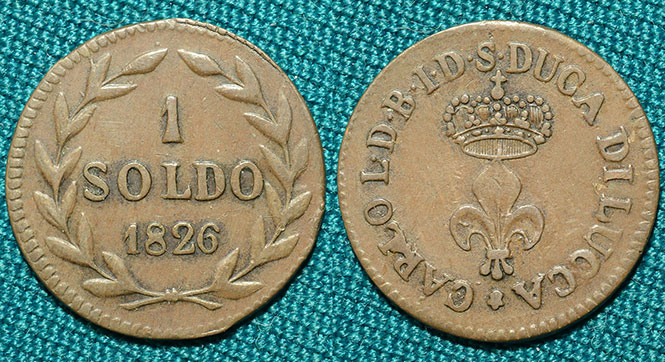 1
SOLDO
1826
CARLO L·D·B·I·D·S·DUCA DI LUCCA